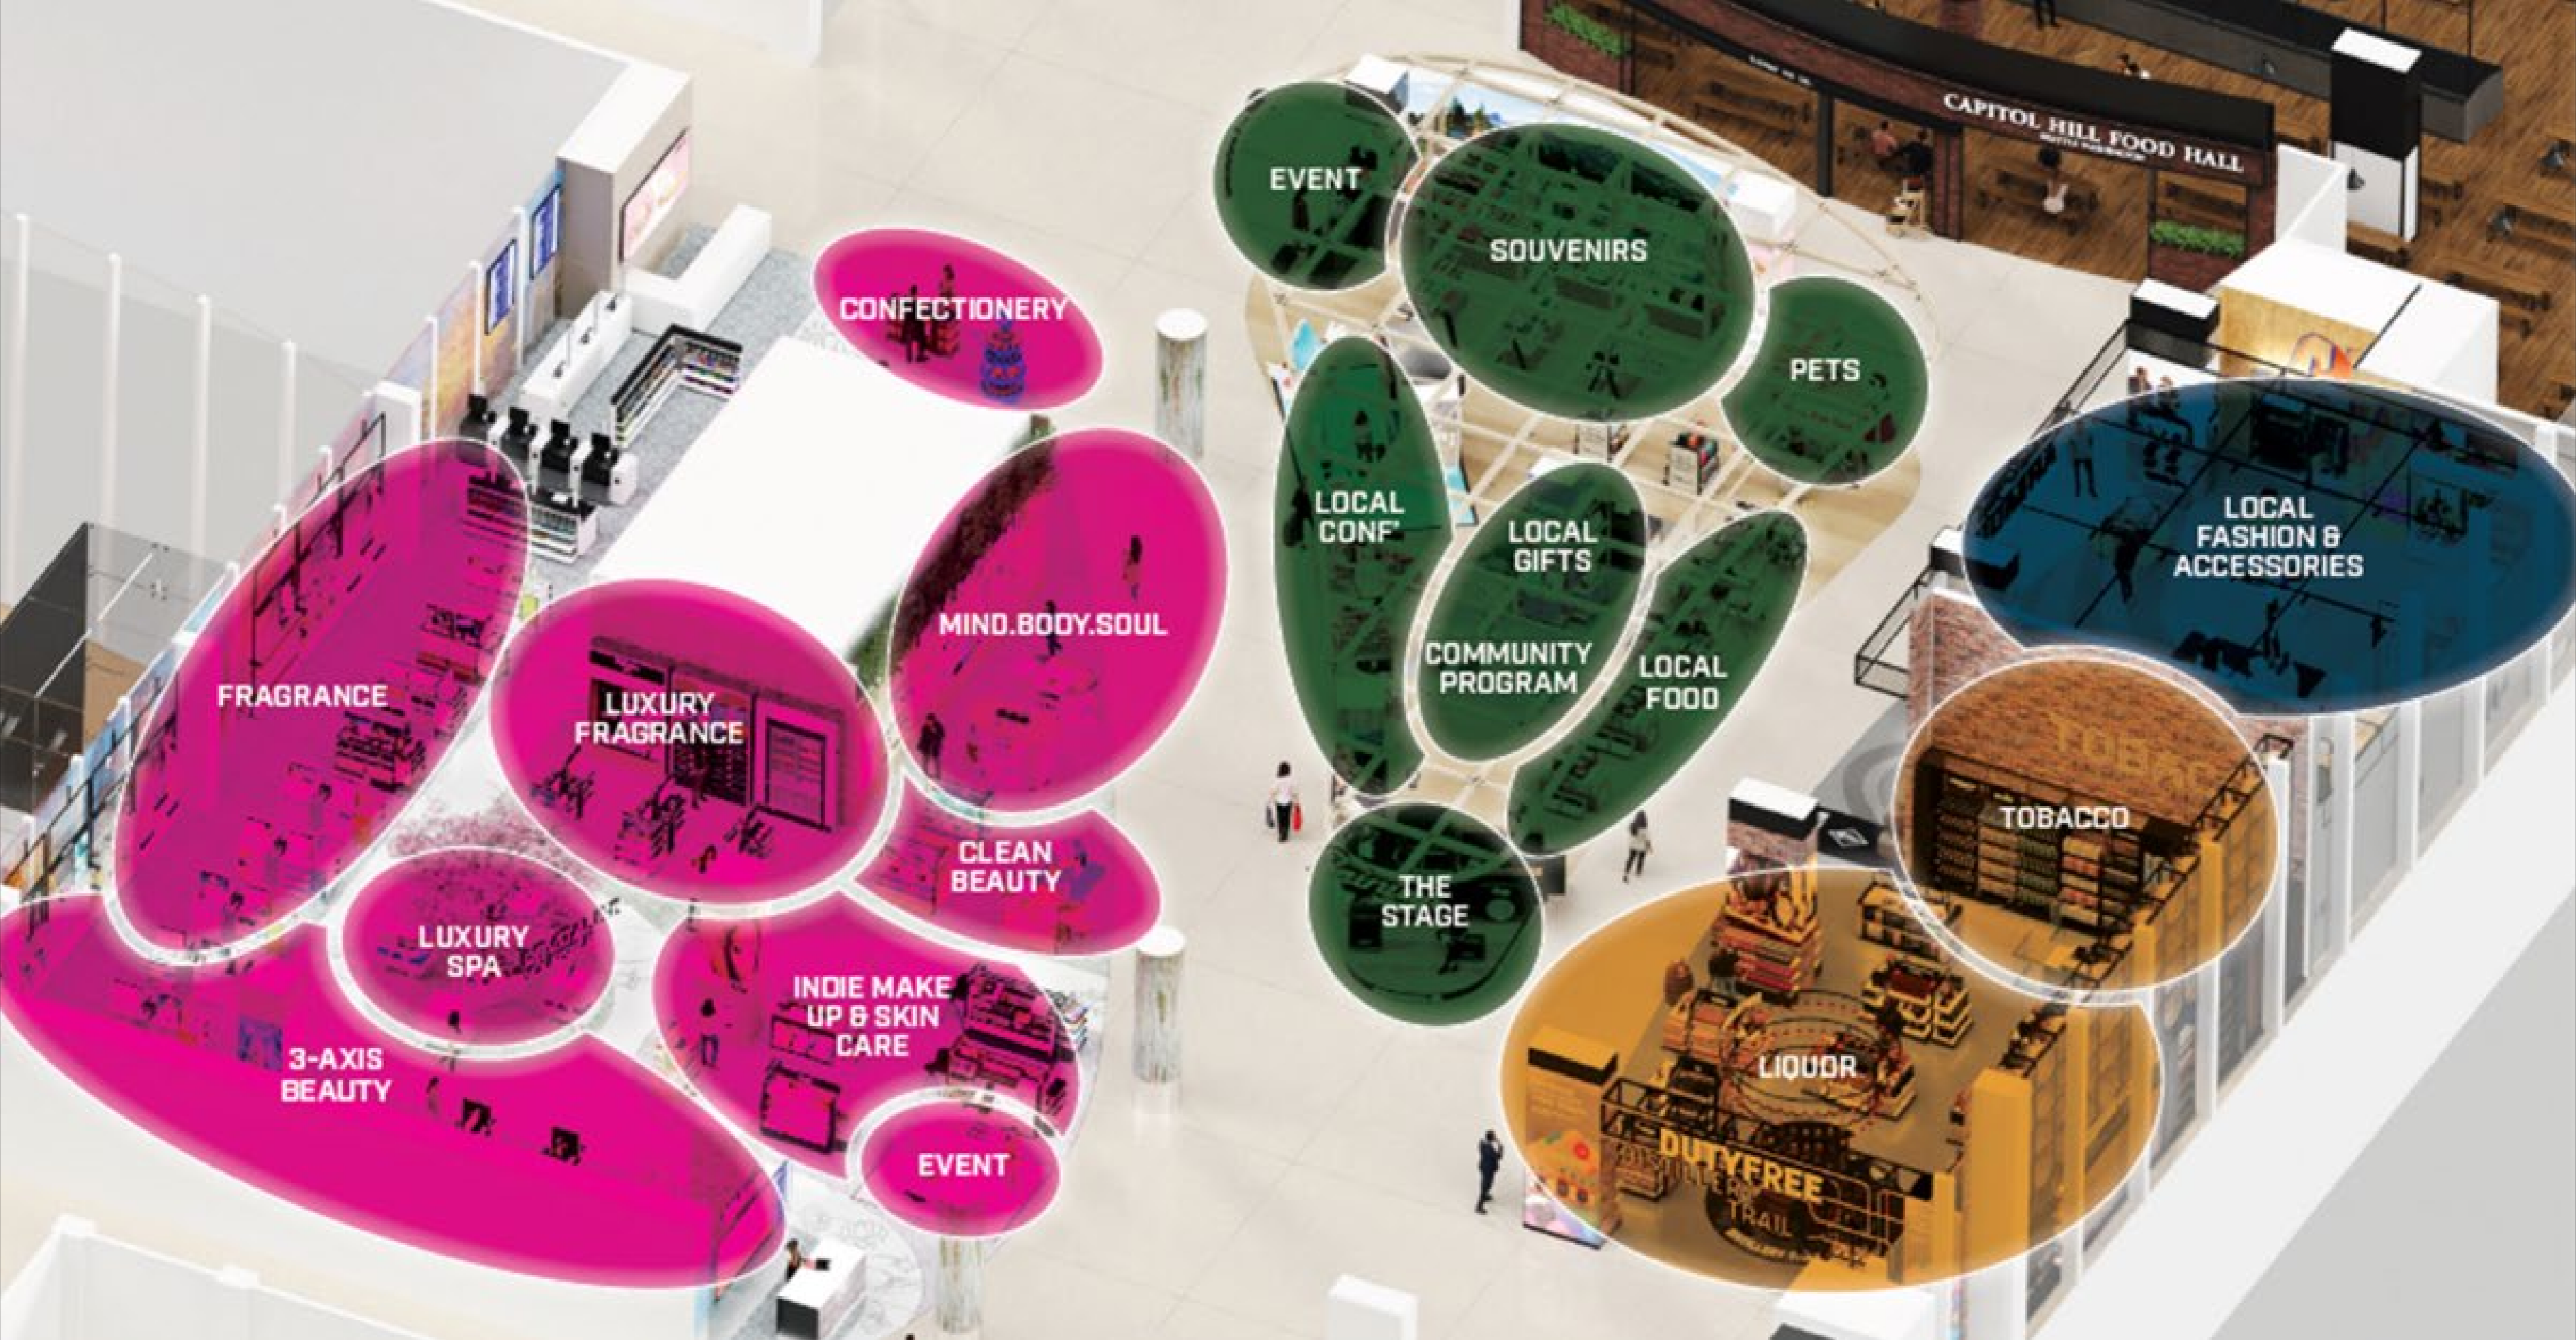 CAPITOL HILL FOOD HALL
EVENT
SOUVENIRS
CONFECTIONERY
PETS
LOCAL
CONF'
LOCAL
GIFTS
LOCAL
FASHION &
ACCESSORIES
MIND.BODY.SOUL
COMMUNITY
PROGRAM
LOCAL
FOOD
FRAGRANCE
LUXURY
FRAGRANCE
TOBACCO
CLEAN
BEAUTY
THE
STAGE
LUXURY
SPA
INDIE MAKE
UP & SKIN
CARE
3-AXIS
BEAUTY
LIQUOR
EVENT
DUTYFREE
TRAIL